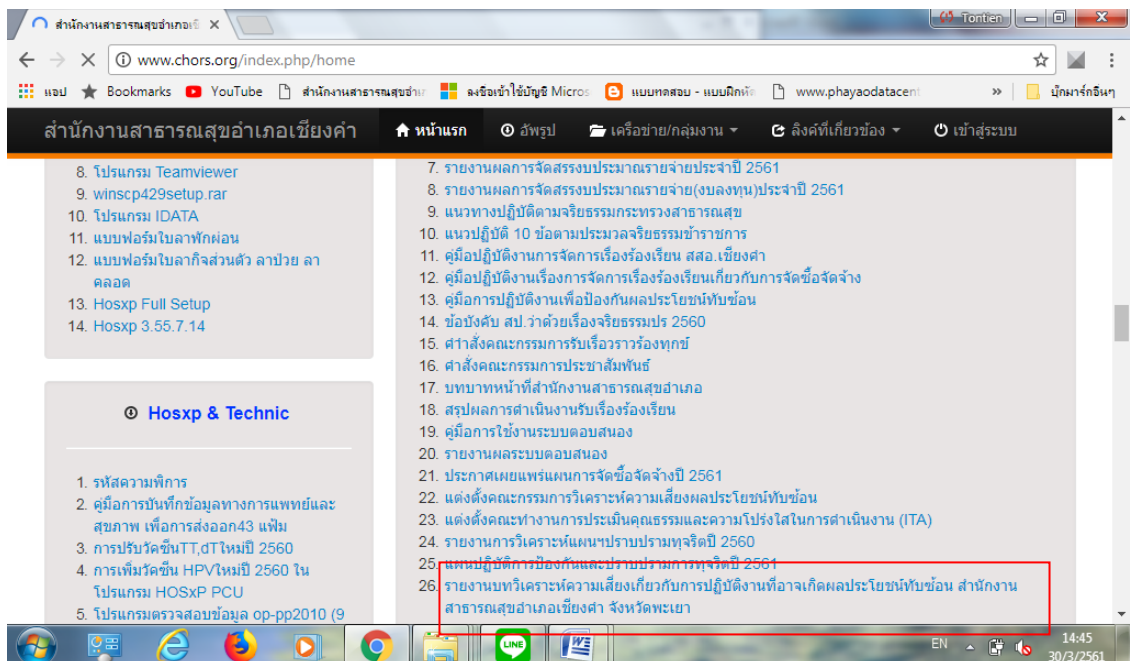 สำนักงานสาธารณสุขอำเภอเชี
Tontien
www.chors.org/index.php/home
แอป
Bookmarks
YouTube
สำนักงานสาธารณสุขอำเภ
ลงชื่อเข้าใช้บัญชี Micros
แบบทดสอบ - แบบฝึกหัด
www.phayaodatacent
»
บุ๊กมาร์กอื่นๆ
สำนักงานสาธารณสุขอำเภอเชียงคำ
หน้าแรก
อัพรูป
เครือข่าย/กลุ่มงาน
ลิงค์ที่เกี่ยวข้อง
เข้าสู่ระบบ
8. โปรแกรม Teamviewer
9. winscp429setup.rar
10. โปรแกรม IDATA
11. แบบฟอร์มใบลาพักผ่อน
12. แบบฟอร์มใบลากิจส่วนตัว ลาป่วย ลา
คลอด
13. Hosxp Full Setup
14. Hosxp 3.55.7.14
Hosxp & Technic
1. รหัสความพิการ
2. คู่มือการบันทึกข้อมูลทางการแพทย์และ
สุขภาพ เพื่อการส่งออก43 แฟ้ม
3. การปรับวัคซีนTT,dTใหม่ปี 2560
4. การเพิ่มวัคซีน HPVใหม่ปี 2560 ใน
โปรแกรม HOSxP PCU
5. โปรแกรมตรวจสอบข้อมูล op-pp2010 (9
7. รายงานผลการจัดสรรงบประมาณรายจ่ายประจำปี 2561
8. รายงานผลการจัดสรรงบประมาณรายจ่าย(งบลงทุน)ประจำปี 2561
9. แนวทางปฏิบัติตามจริยธรรมกระทรวงสาธารณสุข
10. แนวปฏิบัติ 10 ข้อตามประมวลจริยธรรมข้าราชการ
11. คู่มือปฏิบัติงานการจัดการเรื่องร้องเรียน สสอ.เชียงคำ
12. คู่มือปฏิบัติงานเรื่องการจัดการเรื่องร้องเรียนเกี่ยวกับการจัดซื้อจัดจ้าง
13. คู่มือการปฏิบัติงานเพื่อป้องกันผลประโยชน์ทับซ้อน
14. ข้อบังคับ สป.ว่าด้วยเรื่องจริยธรรมปร 2560
15. คำาสั่งคณะกรรมการรับเรื่อวราวร้องทุกข์
16. คำสั่งคณะกรรมการประชาสัมพันธ์
17. บทบาทหน้าที่สำนักงานสาธารณสุขอำเภอ
18. สรุปผลการดำเนินงานรับเรื่องร้องเรียน
19. คู่มือการใช้งานระบบตอบสนอง
20. รายงานผลระบบตอบสนอง
21. ประกาศเผยแพร่แผนการจัดซื้อจัดจ้างปี 2561
22. แต่งตั้งคณะกรรมการวิเคราะห์ความเสี่ยงผลประโยชน์ทับซ้อน
23. แต่งตั้งคณะทำงานการประเมินคุณธรรมและความโปร่งใสในการดำเนินงาน (ITA)
24. รายงานการวิเคราะห์แผนฯปราบปรามทุจริตปี 2560
25. แผนปฏิบัติการป้องกันและปราบปรามการทุจริตปี 2561
26. รายงานบทวิเคราะห์ความเสี่ยงเกี่ยวกับการปฏิบัติงานที่อาจเกิดผลประโยชน์ทับซ้อน สำนักงาน
สาธารณสุขอำเภอเชียงคำ จังหวัดพะเยา
LINE
EN
14:45
30/3/2561